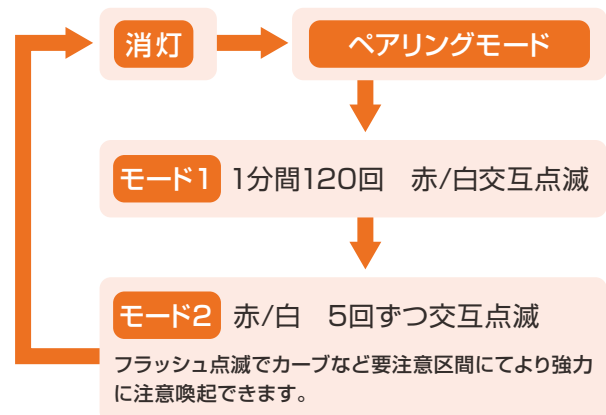 消灯 ペアリングモード
モード1 1分間120回 赤/白交互点滅
モード2 赤/白 5回ずつ交互点滅
フラッシュ点滅でカーブなど要注意区間にてより強力
に注意喚起できます。